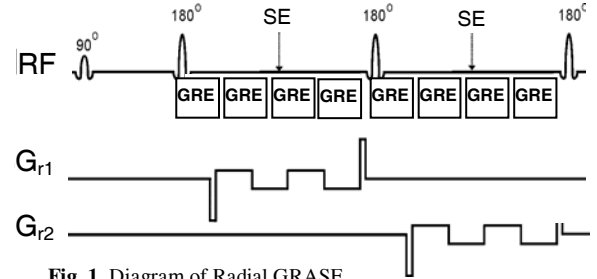 90° 180° SE 180° SE 180°
RF
GRE GRE GRE GRE GRE GRE GRE GRE
Gr1
Gr2
Fig. 1. Diagram of Radial GRASE